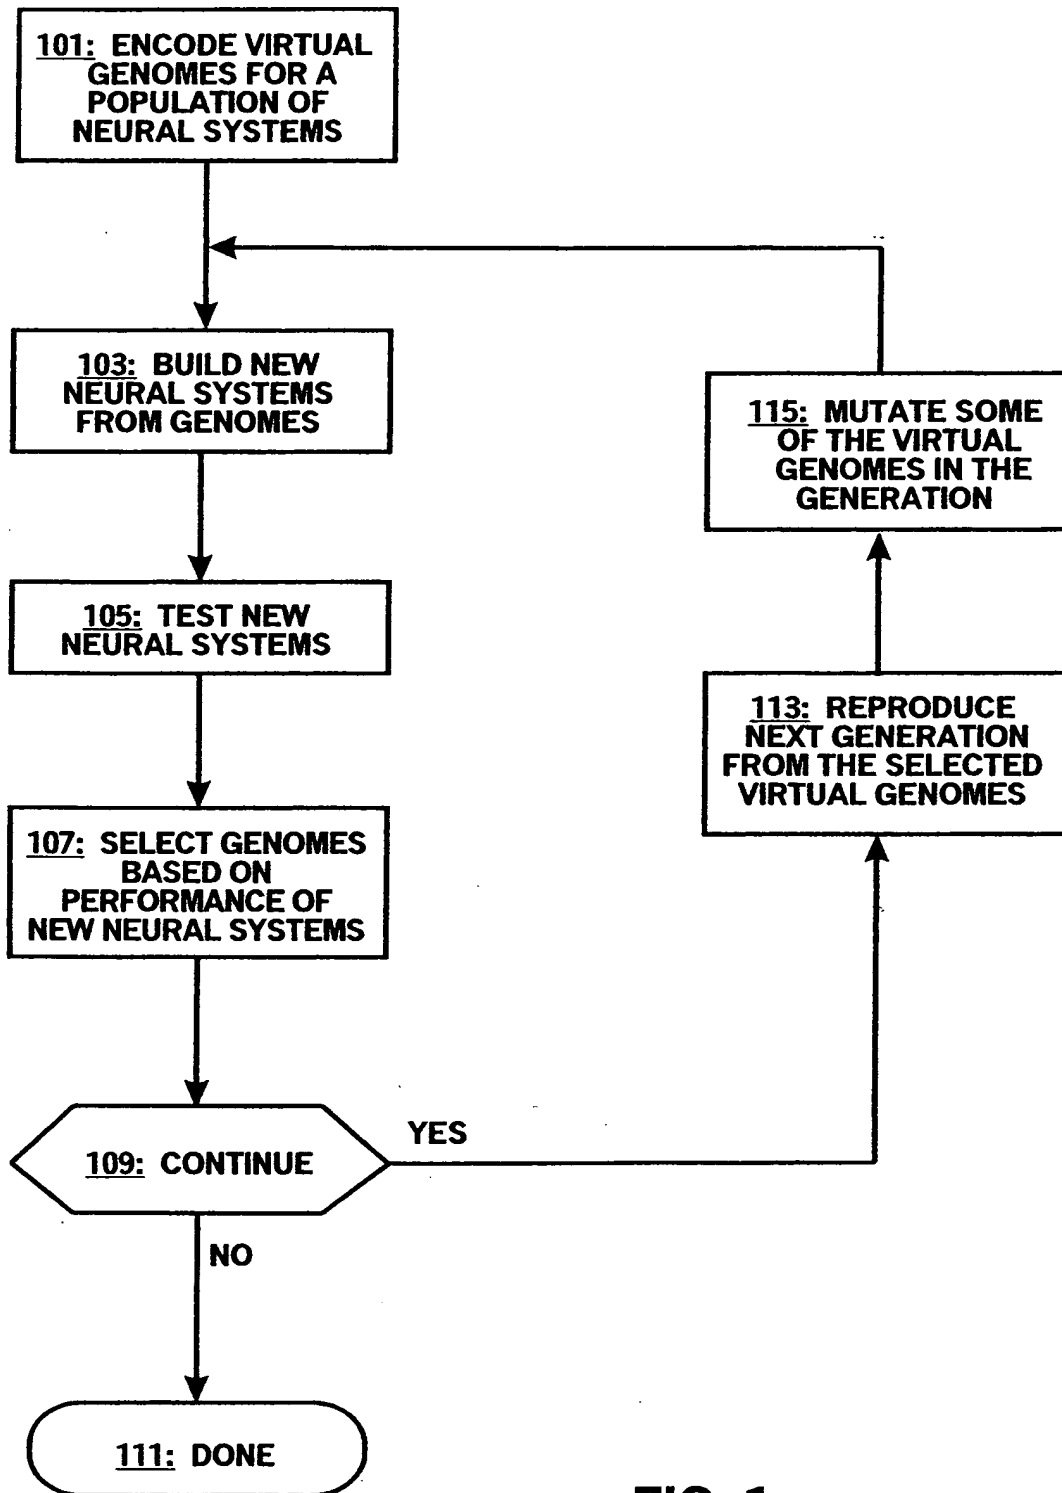 101: ENCODE VIRTUAL
GENOMES FOR A
POPULATION OF
NEURAL SYSTEMS
103: BUILD NEW
NEURAL SYSTEMS
FROM GENOMES
105: TEST NEW
NEURAL SYSTEMS
107: SELECT GENOMES
BASED ON
PERFORMANCE OF
NEW NEURAL SYSTEMS
109: CONTINUE
YES
NO
111: DONE
113: REPRODUCE
NEXT GENERATION
FROM THE SELECTED
VIRTUAL GENOMES
115: MUTATE SOME
OF THE VIRTUAL
GENOMES IN THE
GENERATION
FIG. 1